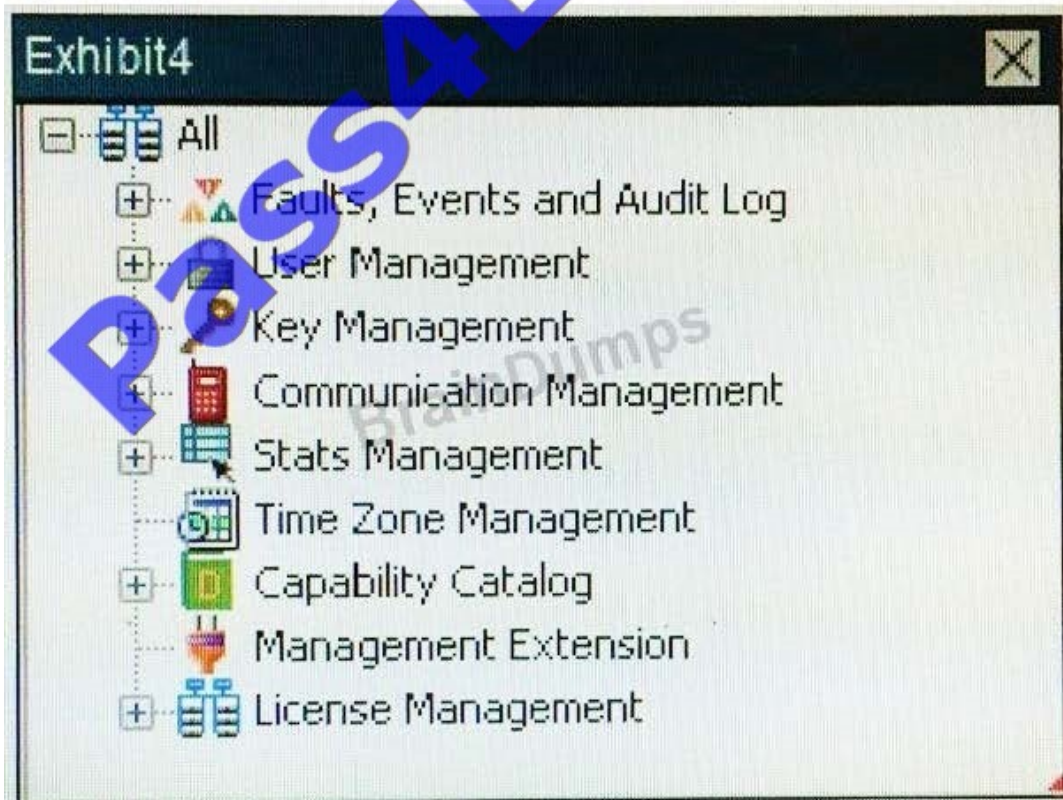 Exhibit4
All
Faults, Events and Audit Log
User Management
Key Management
Communication Management
Stats Management
Time Zone Management
Capability Catalog
Management Extension
License Management
BrainDumps
Pass4